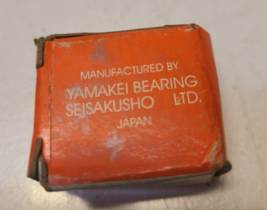 MANUFACTURED BY
YAMAKEI BEARING
SEISAKUSHO LTD.
JAPAN